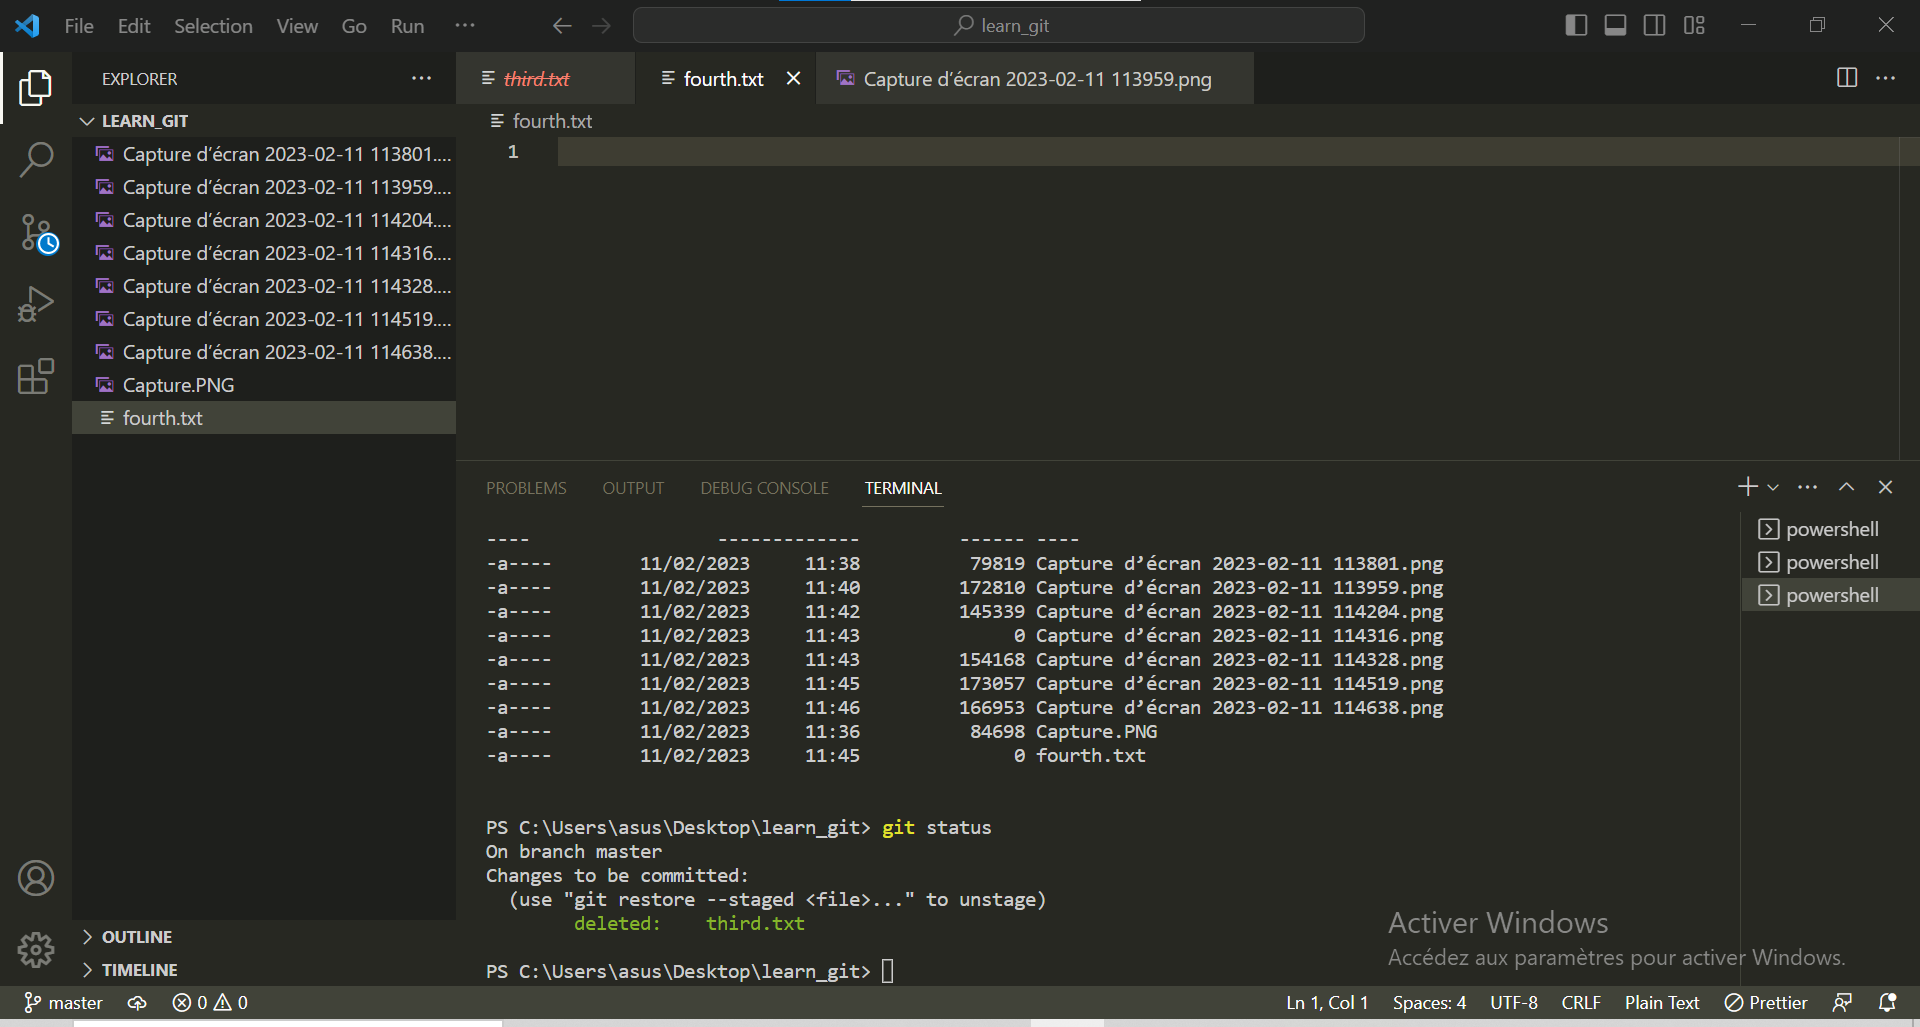 File Edit Selection View Go Run ···
learn_git
EXPLORER
LEARN_GIT
Capture d’écran 2023-02-11 113801....
Capture d’écran 2023-02-11 113959....
Capture d’écran 2023-02-11 114204....
Capture d’écran 2023-02-11 114316....
Capture d’écran 2023-02-11 114328....
Capture d’écran 2023-02-11 114519....
Capture d’écran 2023-02-11 114638....
Capture.PNG
fourth.txt
OUTLINE
TIMELINE
third.txt fourth.txt Capture d’écran 2023-02-11 113959.png
fourth.txt
1
PROBLEMS OUTPUT DEBUG CONSOLE TERMINAL
---- ------------- ------ ----
-a---- 11/02/2023 11:38 79819 Capture d’écran 2023-02-11 113801.png
-a---- 11/02/2023 11:40 172810 Capture d’écran 2023-02-11 113959.png
-a---- 11/02/2023 11:42 145339 Capture d’écran 2023-02-11 114204.png
-a---- 11/02/2023 11:43 0 Capture d’écran 2023-02-11 114316.png
-a---- 11/02/2023 11:43 154168 Capture d’écran 2023-02-11 114328.png
-a---- 11/02/2023 11:45 173057 Capture d’écran 2023-02-11 114519.png
-a---- 11/02/2023 11:46 166953 Capture d’écran 2023-02-11 114638.png
-a---- 11/02/2023 11:36 84698 Capture.PNG
-a---- 11/02/2023 11:45 0 fourth.txt
PS C:\Users\asus\Desktop\learn_git> git status
On branch master
Changes to be committed:
(use "git restore --staged <file>..." to unstage)
deleted: third.txt
PS C:\Users\asus\Desktop\learn_git>
powershell
powershell
powershell
Activer Windows
Accédez aux paramètres pour activer Windows.
master 0 0 Ln 1, Col 1 Spaces: 4 UTF-8 CRLF Plain Text Prettier